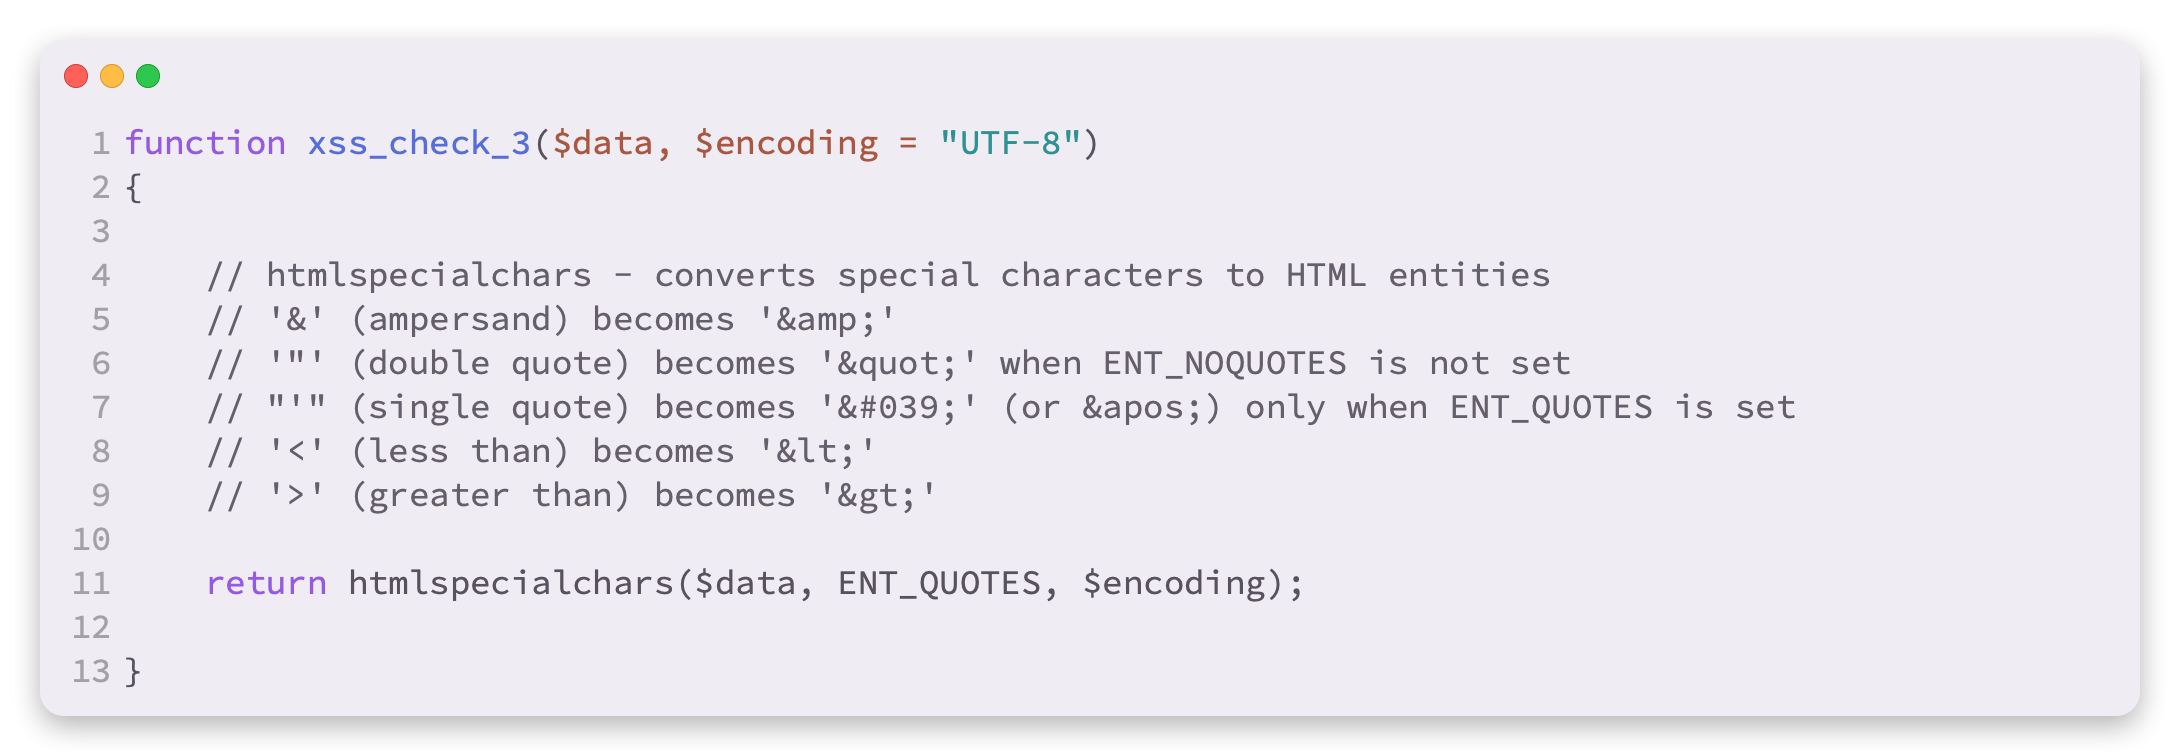 1 function xss_check_3($data, $encoding = "UTF-8")
2 {
3
4     // htmlspecialchars - converts special characters to HTML entities
5     // '&' (ampersand) becomes '&amp;'
6     // '"' (double quote) becomes '&quot;' when ENT_NOQUOTES is not set
7     // "'" (single quote) becomes '&#039;' (or &apos;) only when ENT_QUOTES is set
8     // '<' (less than) becomes '&lt;'
9     // '>' (greater than) becomes '&gt;'
10
11     return htmlspecialchars($data, ENT_QUOTES, $encoding);
12
13 }